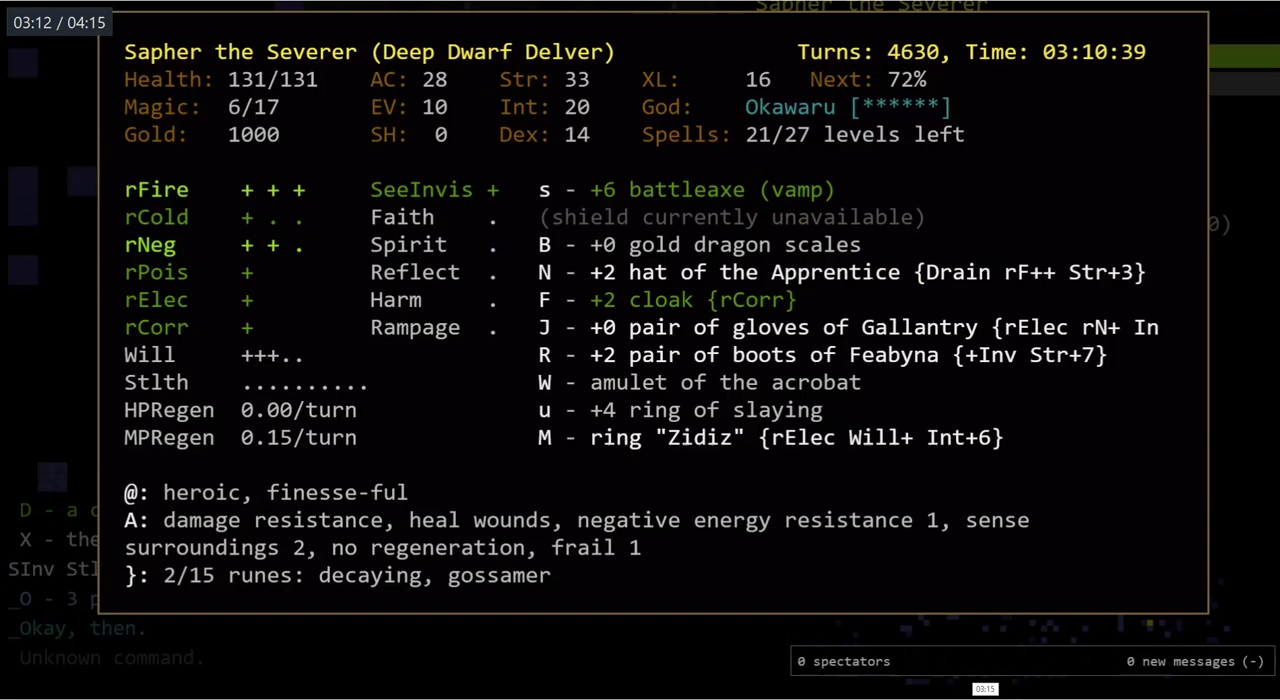 Sapher the Severer
03:12 / 04:15
Sapher the Severer (Deep Dwarf Delver) Turns: 4630, Time: 03:10:39
Health: 131/131 AC: 28 Str: 33 XL: 16 Next: 72%
Magic: 6/17 EV: 10 Int: 20 God: Okawaru [******]
Gold: 1000 SH: 0 Dex: 14 Spells: 21/27 levels left
rFire + + + SeeInvis + s - +6 battleaxe (vamp)
rCold + . . Faith . (shield currently unavailable)
rNeg + + . Spirit . B - +0 gold dragon scales
rPois + Reflect . N - +2 hat of the Apprentice {Drain rF++ Str+3}
rElec + Harm . F - +2 cloak {rCorr}
rCorr + Rampage . J - +0 pair of gloves of Gallantry {rElec rN+ In
Will +++.. R - +2 pair of boots of Feabyna {+Inv Str+7}
Stlth .......... W - amulet of the acrobat
HPRegen 0.00/turn u - +4 ring of slaying
MPRegen 0.15/turn M - ring "Zidiz" {rElec Will+ Int+6}
@: heroic, finesse-ful
A: damage resistance, heal wounds, negative energy resistance 1, sense
surroundings 2, no regeneration, frail 1
}: 2/15 runes: decaying, gossamer
0)
D - a c
X - the
SInv Stl
_O - 3 p
_Okay, then.
Unknown command.
0 spectators 0 new messages (-)
03:15